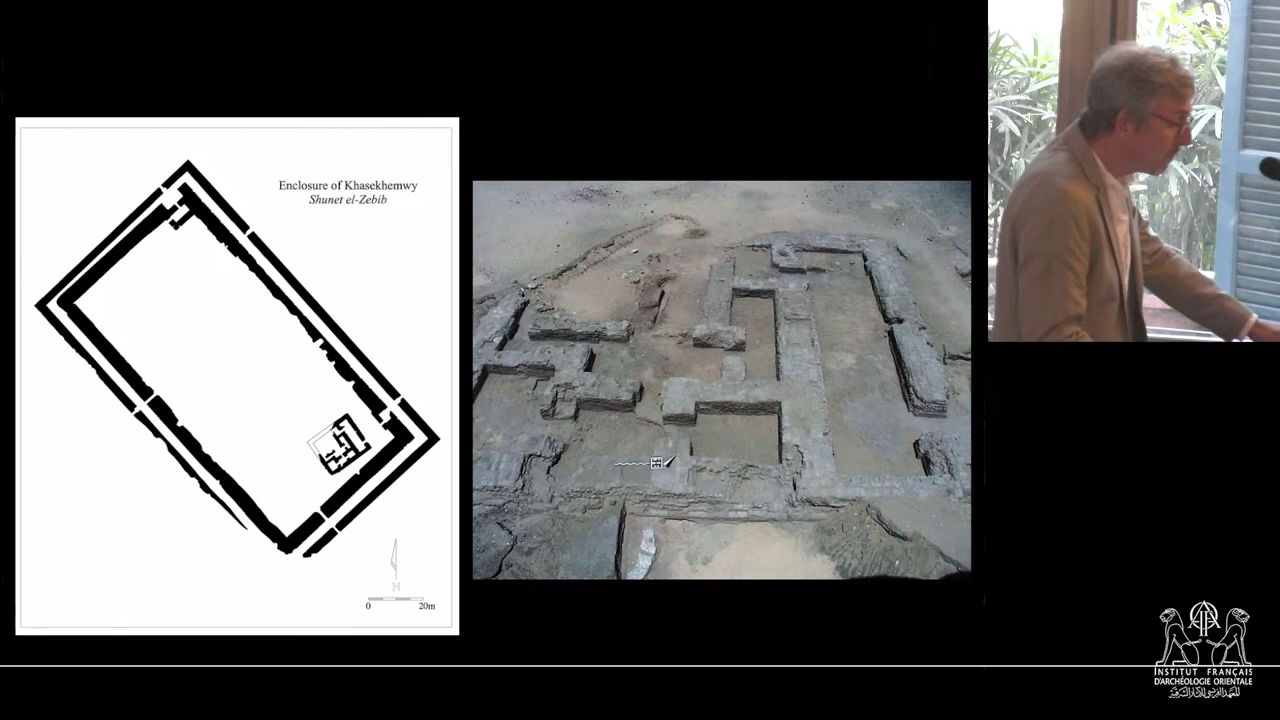 Enclosure of Khasekhemwy
Shunet el-Zebib
N
0 20m
INSTITUT FRANÇAIS
D'ARCHÉOLOGIE ORIENTALE